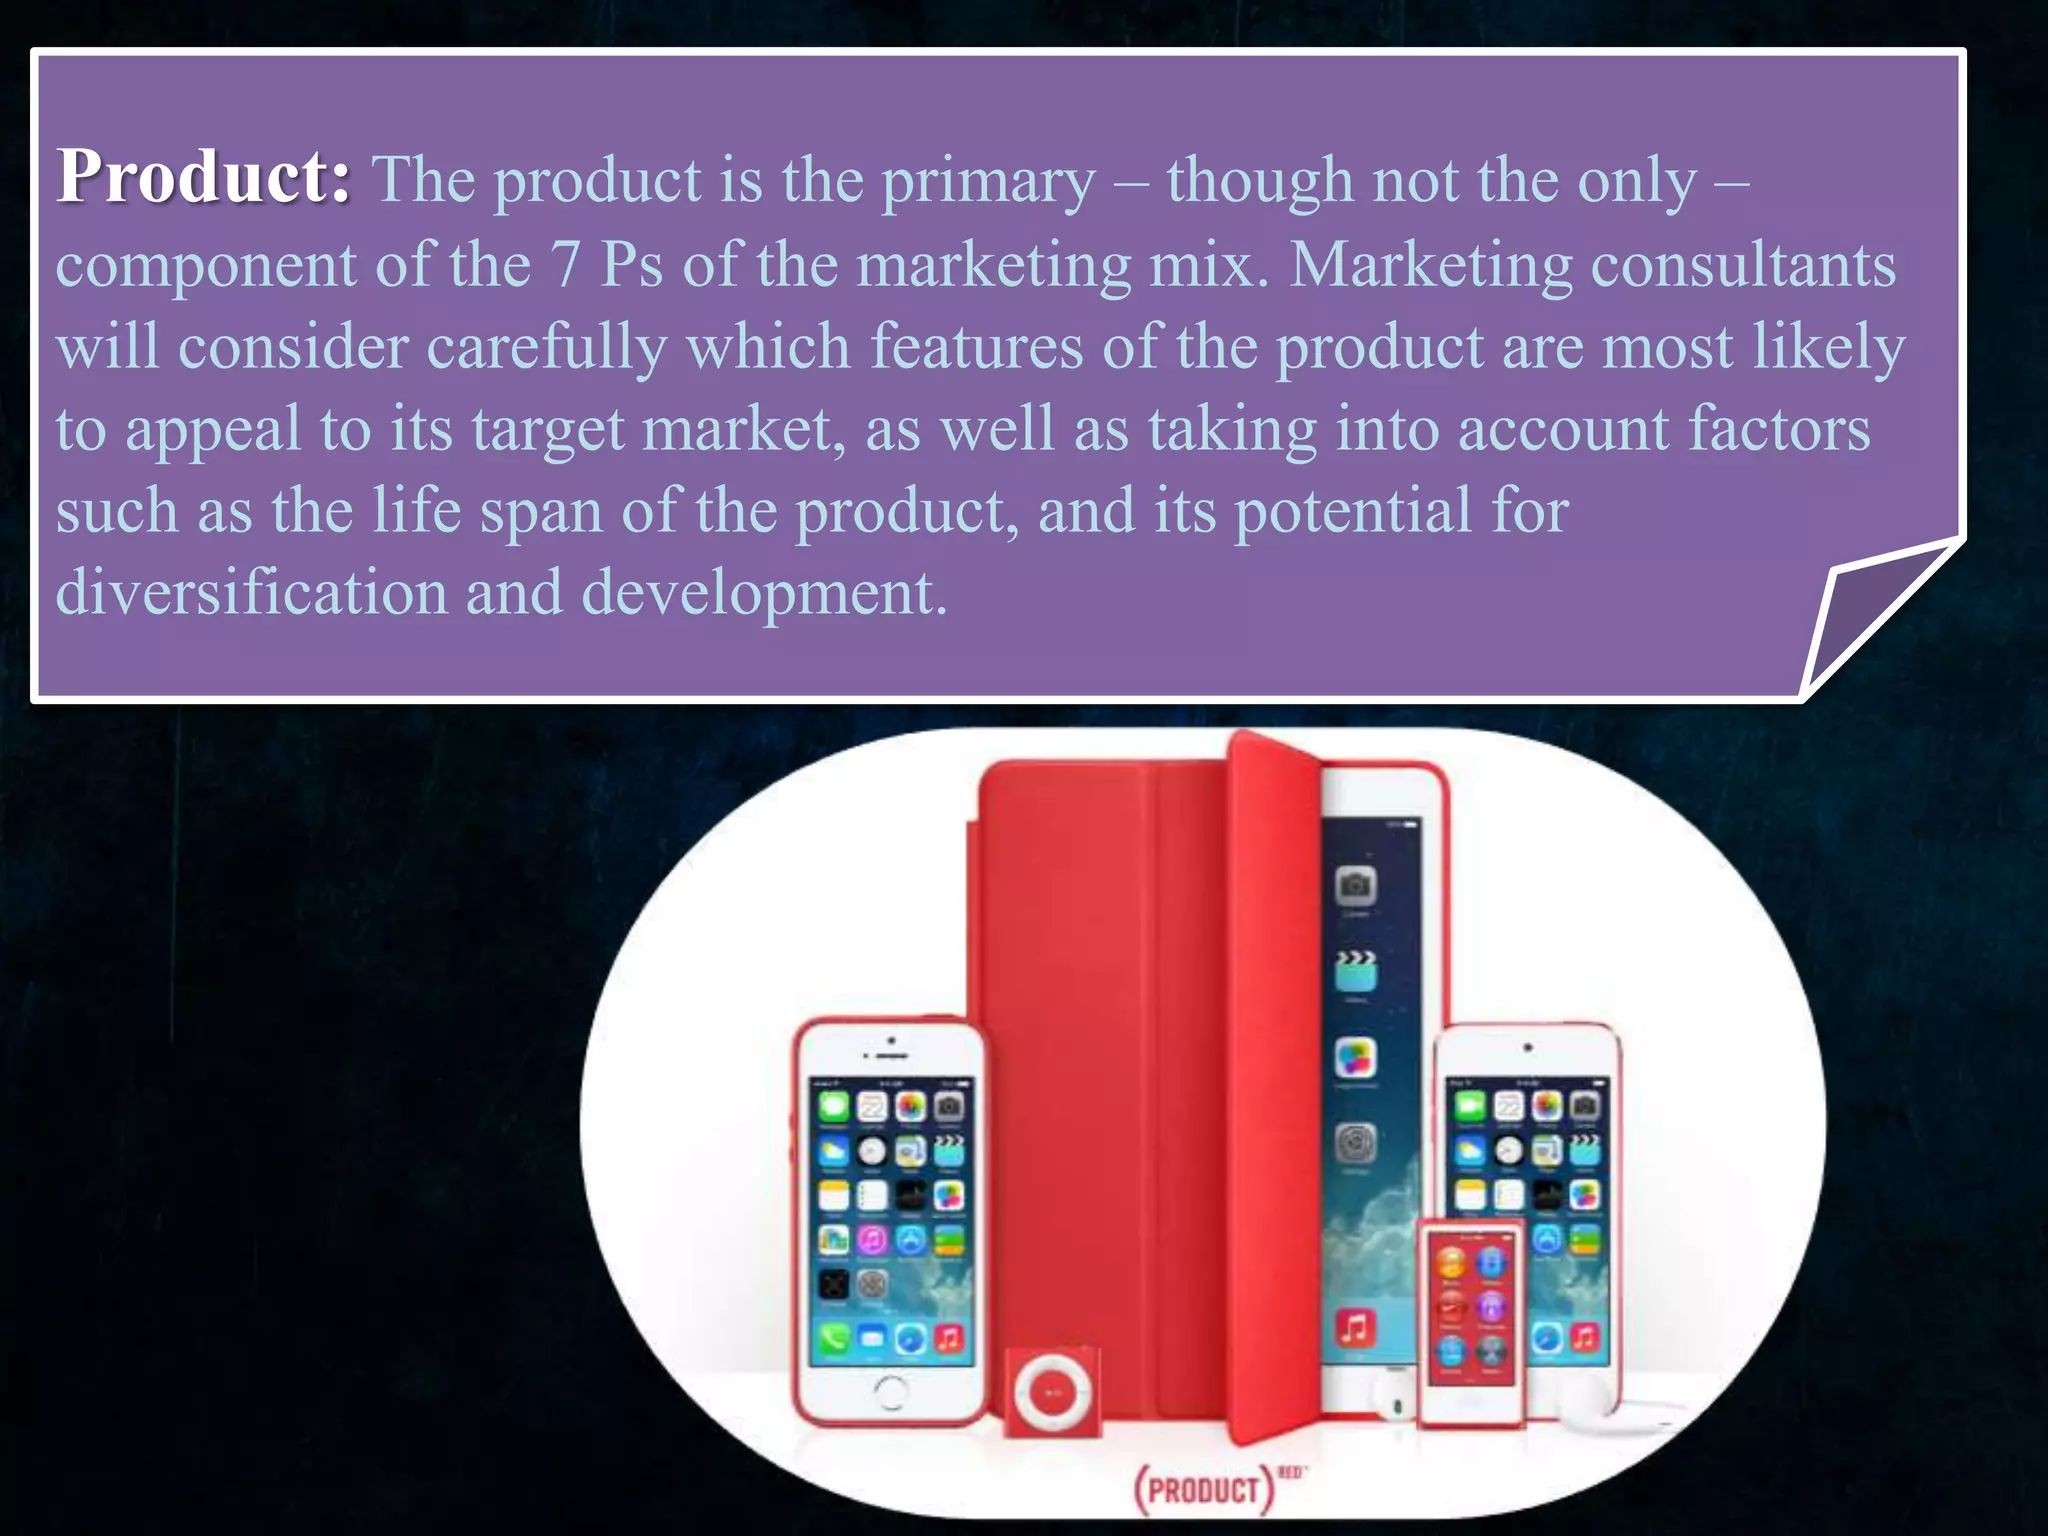 Product: The product is the primary – though not the only –
component of the 7 Ps of the marketing mix. Marketing consultants
will consider carefully which features of the product are most likely
to appeal to its target market, as well as taking into account factors
such as the life span of the product, and its potential for
diversification and development.
(PRODUCT)RED™